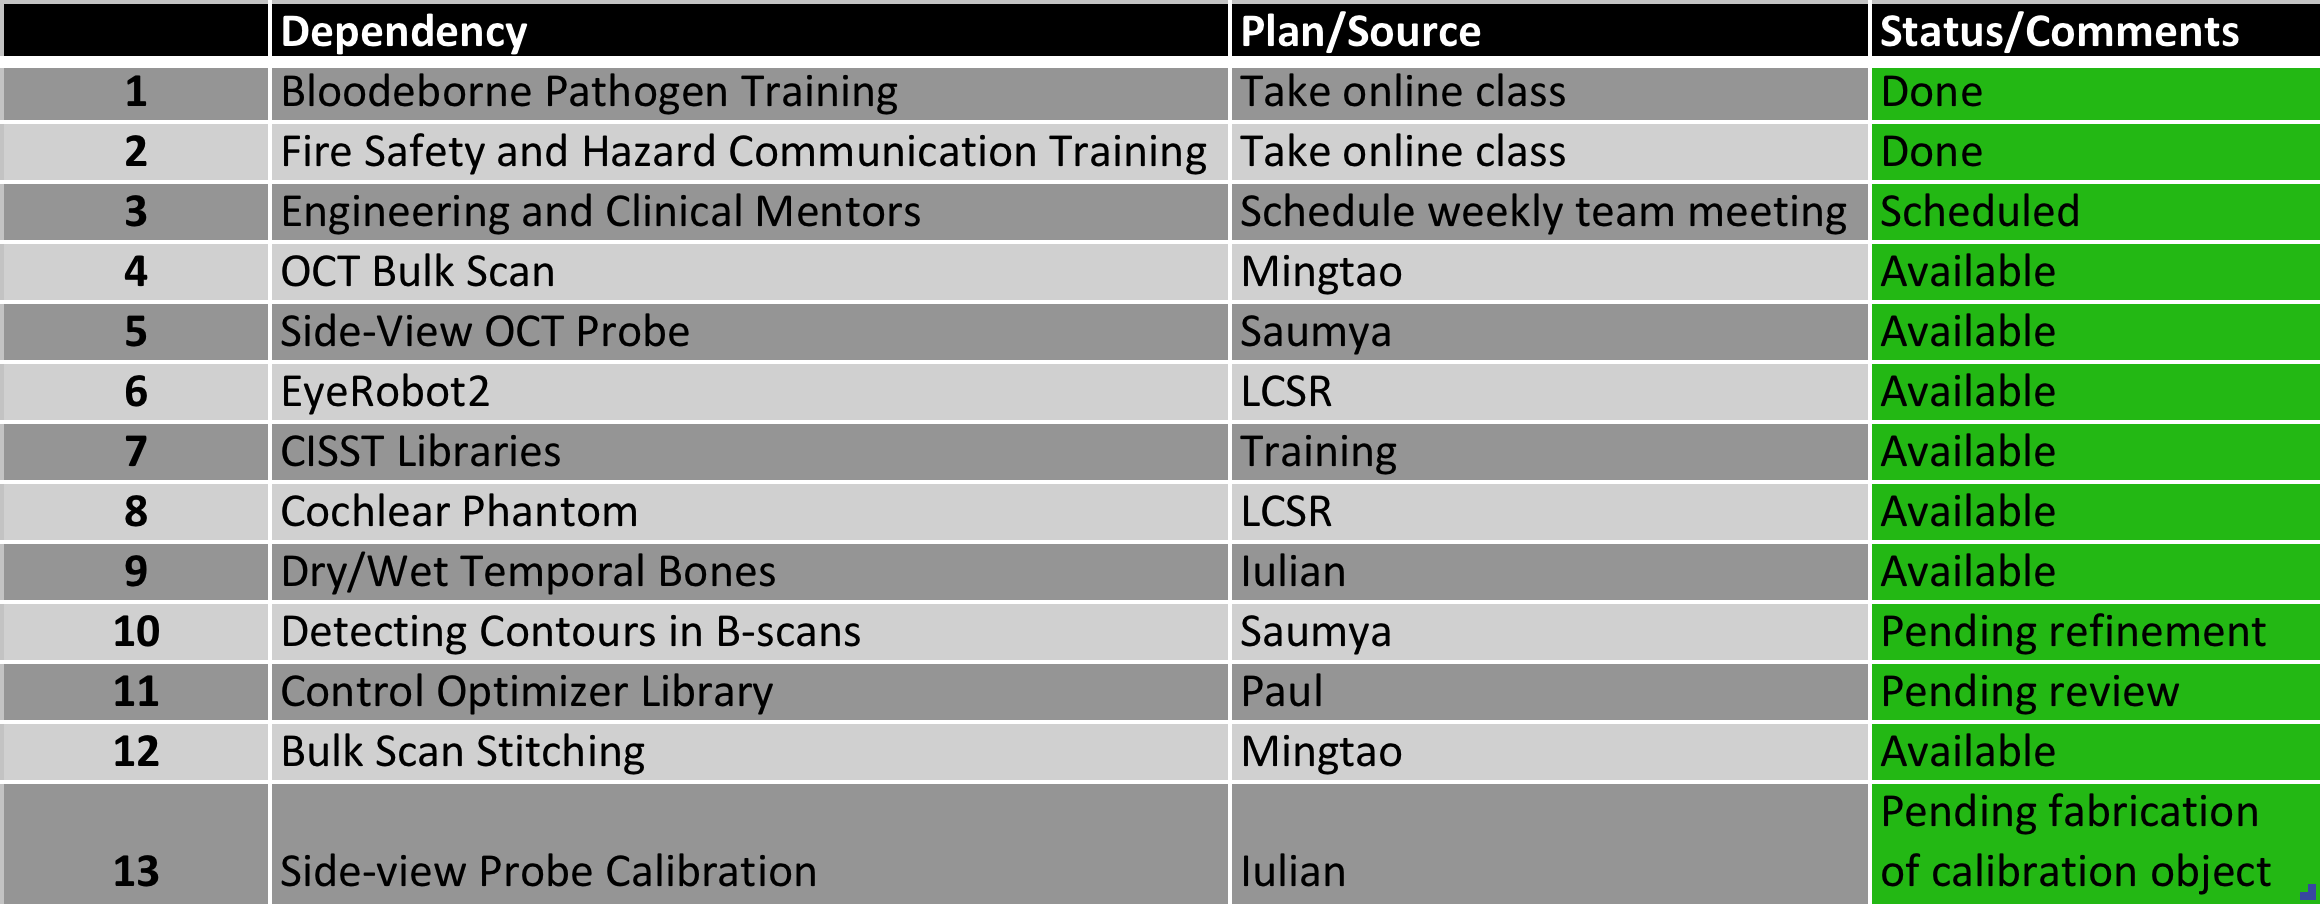 Dependency Plan/Source Status/Comments
1 Bloodeborne Pathogen Training Take online class Done
2 Fire Safety and Hazard Communication Training Take online class Done
3 Engineering and Clinical Mentors Schedule weekly team meeting Scheduled
4 OCT Bulk Scan Mingtao Available
5 Side-View OCT Probe Saumya Available
6 EyeRobot2 LCSR Available
7 CISST Libraries Training Available
8 Cochlear Phantom LCSR Available
9 Dry/Wet Temporal Bones Iulian Available
10 Detecting Contours in B-scans Saumya Pending refinement
11 Control Optimizer Library Paul Pending review
12 Bulk Scan Stitching Mingtao Available
Pending fabrication
13 Side-view Probe Calibration Iulian of calibration object